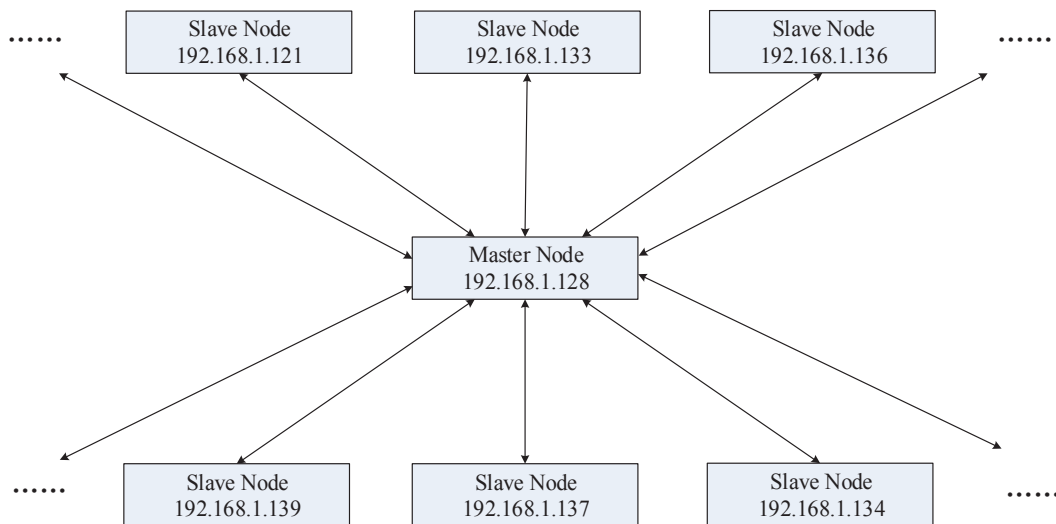 ……
Slave Node
192.168.1.121
Slave Node
192.168.1.133
Slave Node
192.168.1.136
……
Master Node
192.168.1.128
……
Slave Node
192.168.1.139
Slave Node
192.168.1.137
Slave Node
192.168.1.134
……